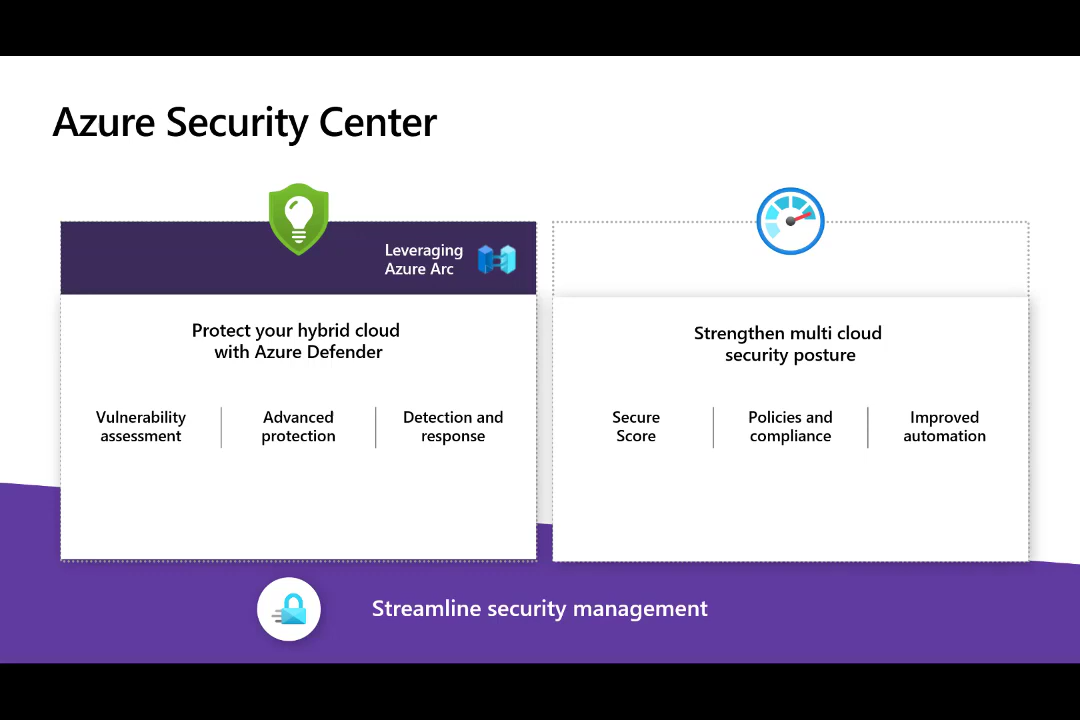 Azure Security Center
Leveraging
Azure Arc
Protect your hybrid cloud
with Azure Defender
Vulnerability
assessment
Advanced
protection
Detection and
response
Strengthen multi cloud
security posture
Secure
Score
Policies and
compliance
Improved
automation
Streamline security management